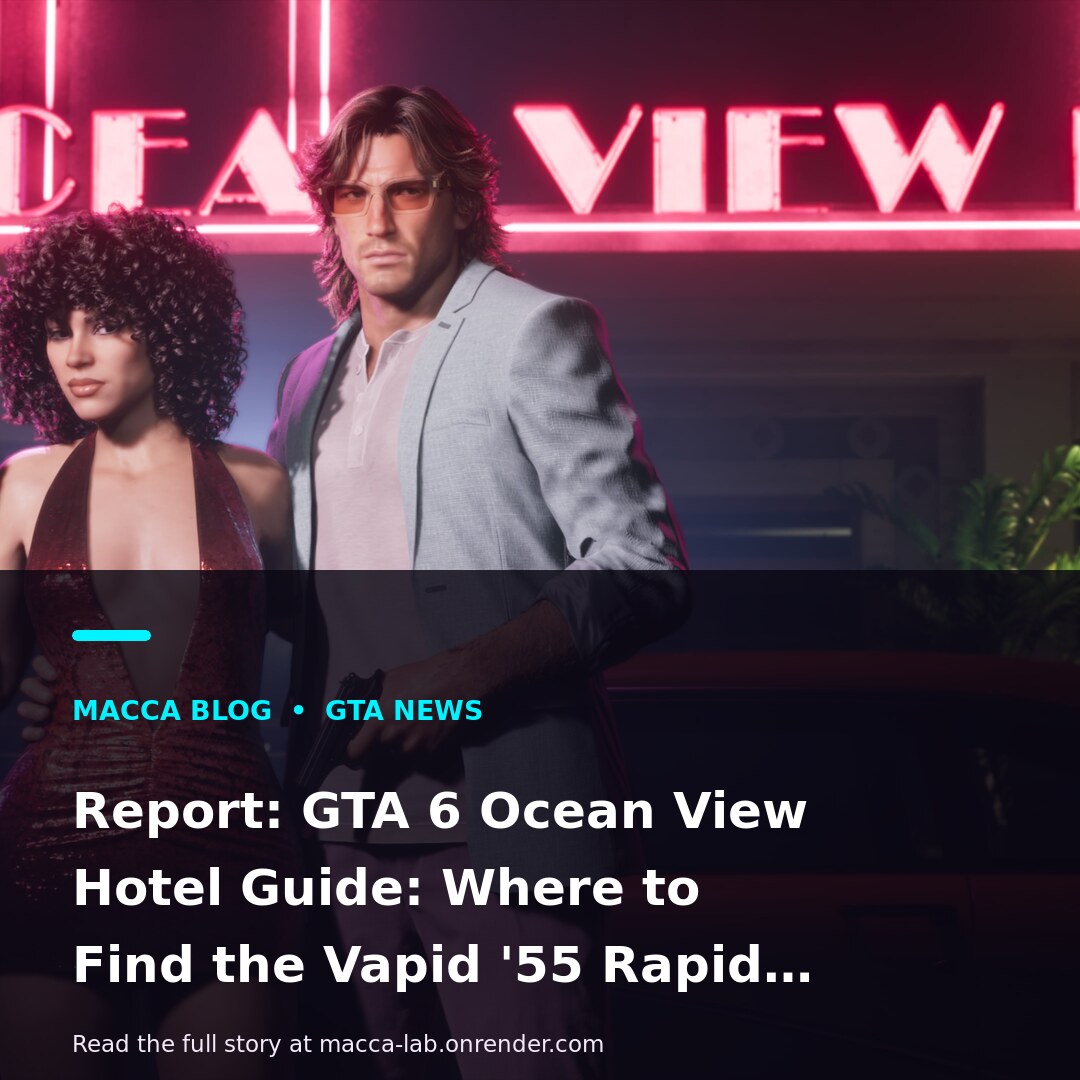 OCEAN VIEW
MACCA BLOG • GTA NEWS
Report: GTA 6 Ocean View
Hotel Guide: Where to
Find the Vapid '55 Rapid...
Read the full story at macca-lab.onrender.com